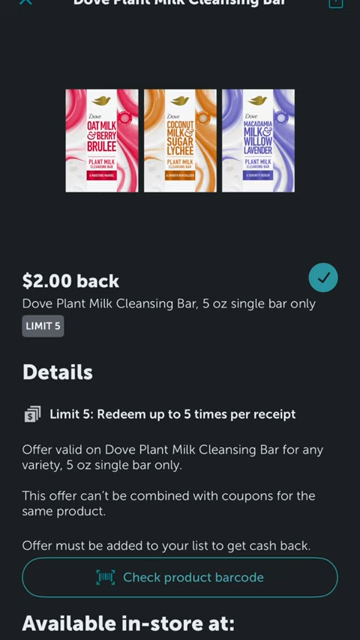 Dove Plant Milk Cleansing Bar
Dove
OAT MILK
&BERRY
BRULEE
PLANT MILK
CLEANSING BAR
Dove
COCONUT
MILK&
SUGAR
LYCHEE
PLANT MILK
CLEANSING BAR
Dove
MACADAMIA
MILK&
WILLOW
LAVENDER
PLANT MILK
CLEANSING BAR
$2.00 back
Dove Plant Milk Cleansing Bar, 5 oz single bar only
LIMIT 5
Details
Limit 5: Redeem up to 5 times per receipt
Offer valid on Dove Plant Milk Cleansing Bar for any
variety, 5 oz single bar only.
This offer can’t be combined with coupons for the
same product.
Offer must be added to your list to get cash back.
Check product barcode
Available in-store at: